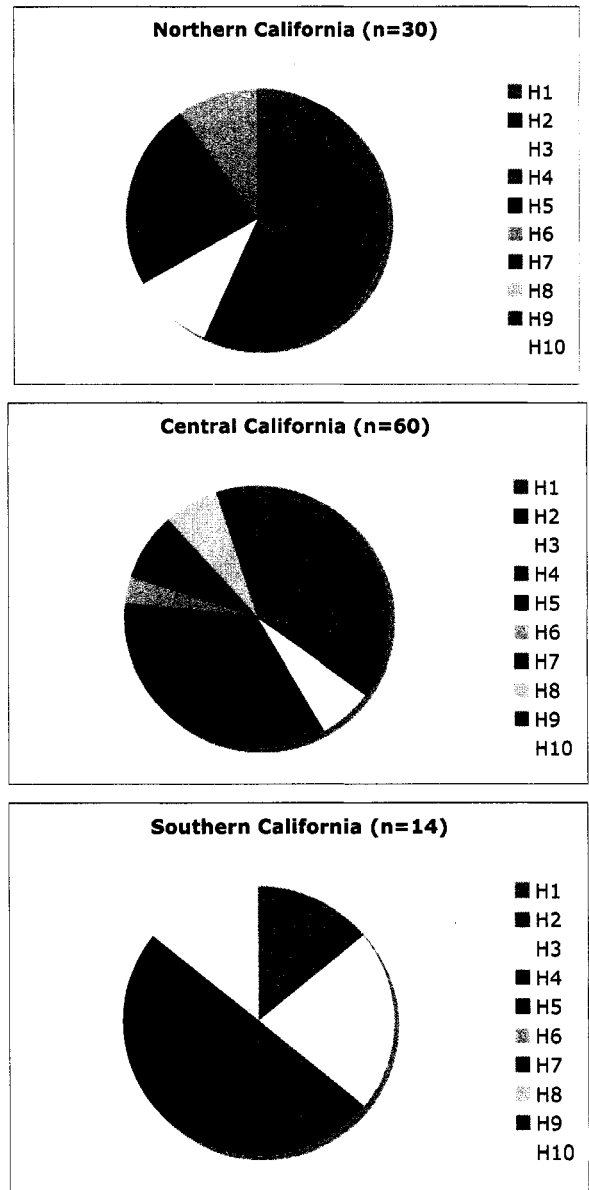 Northern California (n=30)
H1
H2
H3
H4
H5
H6
H7
H8
H9
H10
Central California (n=60)
H1
H2
H3
H4
H5
H6
H7
H8
H9
H10
Southern California (n=14)
H1
H2
H3
H4
H5
H6
H7
H8
H9
H10